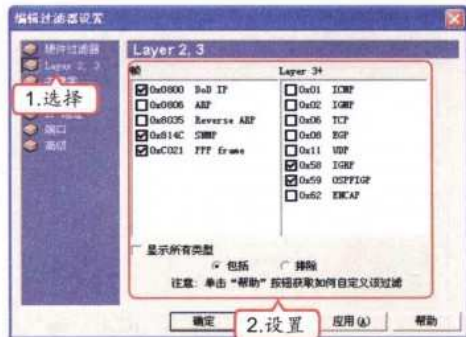 编辑过滤器设置
硬件过滤器
Layer 2, 3
1.选择
端口
高级
Layer 2, 3
帧
Layer 3+
0x0800 DoD IP
0x0806 ARP
0x8035 Reverse ARP
0x814C SNMP
0xC021 PPP frame
0x01 ICMP
0x02 IGMP
0x06 TCP
0x08 EGP
0x11 UDP
0x58 IGRP
0x59 OSPFIGP
0x62 ENCAP
显示所有类型
包括
排除
注意: 单击“帮助”按钮获取如何自定义该过滤
确定
2.设置
应用(A)
帮助